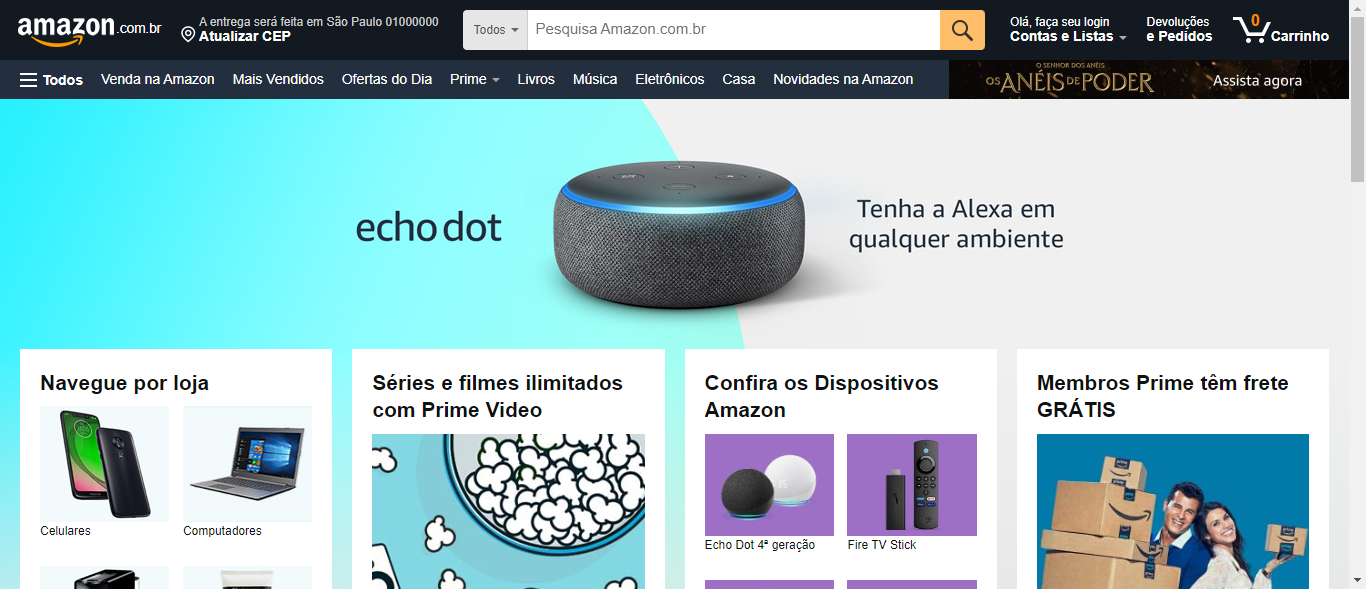 amazon.com.br
A entrega será feita em São Paulo 01000000
Atualizar CEP
Todos
Pesquisa Amazon.com.br
Olá, faça seu login
Contas e Listas
Devoluções
e Pedidos
0
Carrinho
Todos
Venda na Amazon
Mais Vendidos
Ofertas do Dia
Prime
Livros
Música
Eletrônicos
Casa
Novidades na Amazon
O SENHOR DOS ANÉIS
OS ANÉIS DE PODER
Assista agora
echo dot
Tenha a Alexa em
qualquer ambiente
Navegue por loja
Celulares
Computadores
Séries e filmes ilimitados
com Prime Video
Confira os Dispositivos
Amazon
Echo Dot 4ª geração
Fire TV Stick
Membros Prime têm frete
GRÁTIS